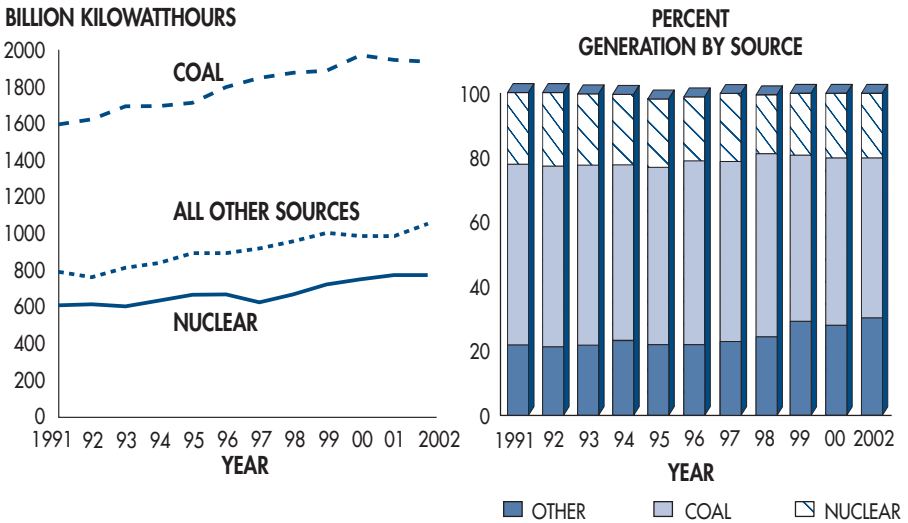 BILLION KILOWATTHOURS
2000
1800
1600
1400
1200
1000
800
600
400
200
0
COAL
ALL OTHER SOURCES
NUCLEAR
1991 92 93 94 95 96 97 98 99 00 01 2002
YEAR
PERCENT
GENERATION BY SOURCE
100
80
60
40
20
0
1991 92 93 94 95 96 97 98 99 00 2002
YEAR
OTHER COAL NUCLEAR